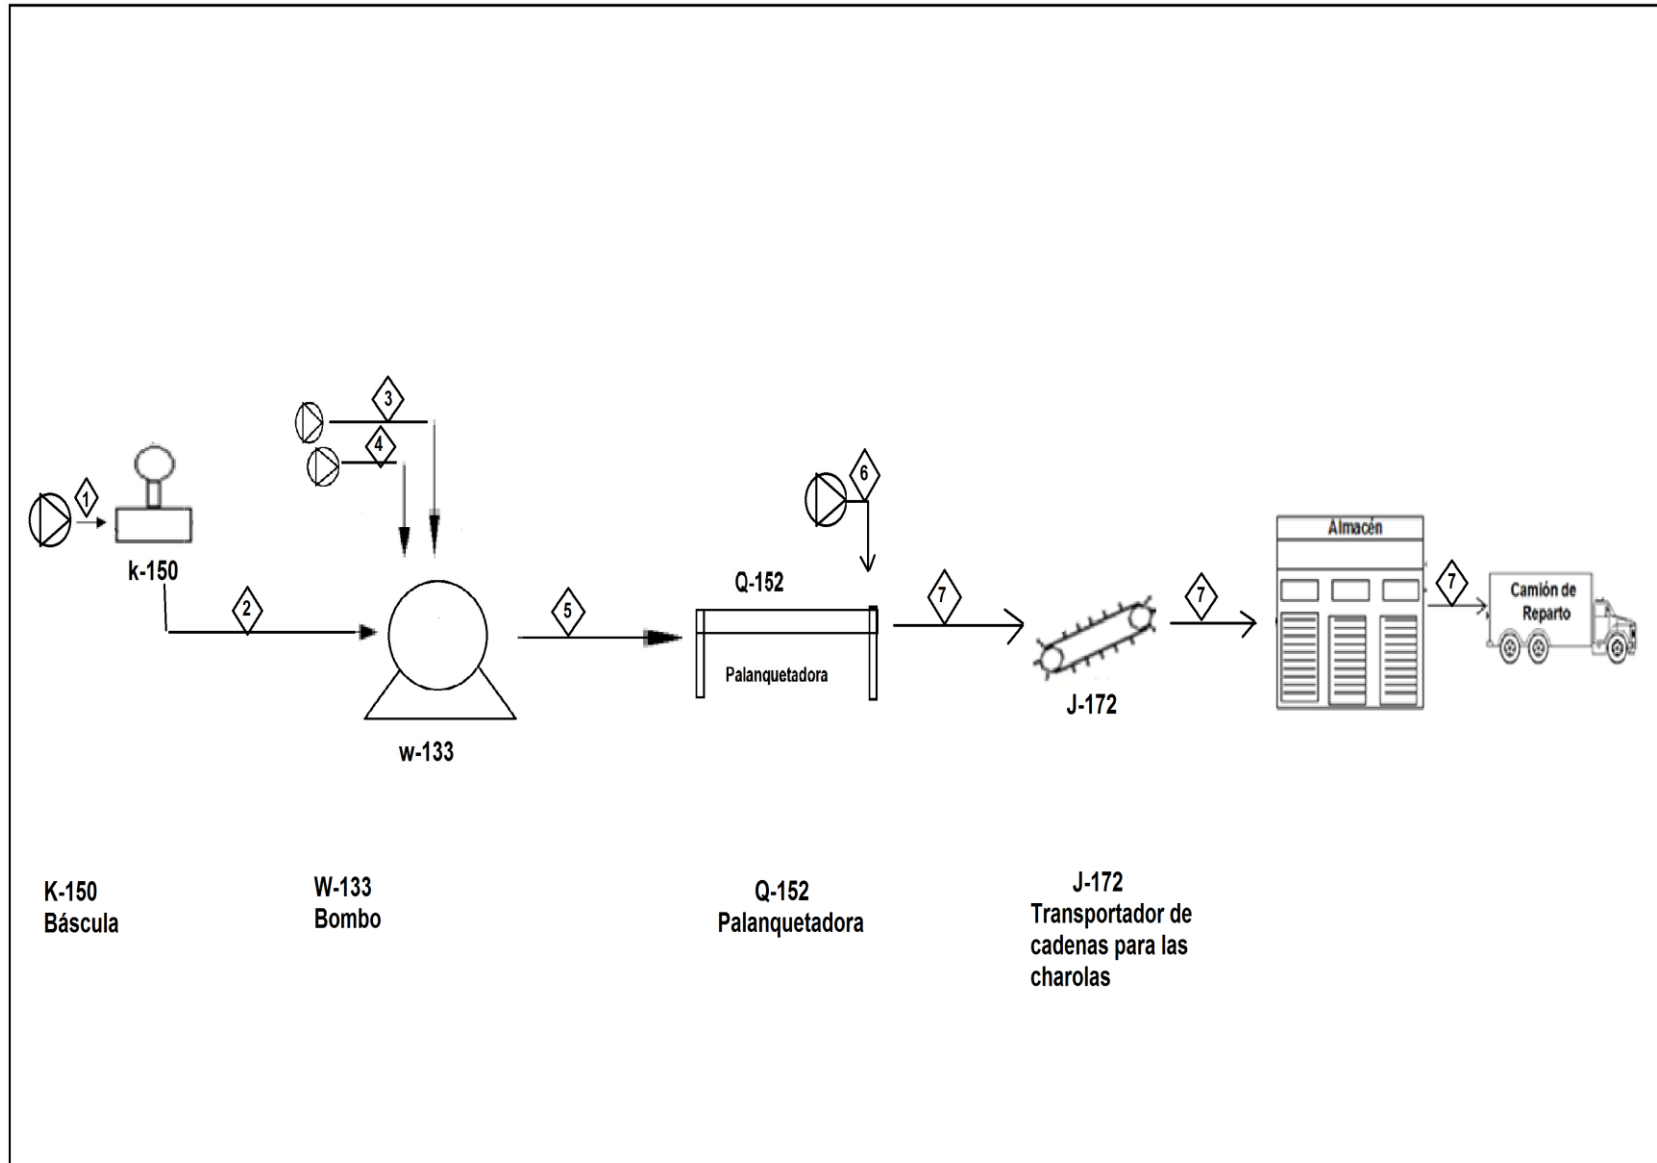 3
4
1
k-150
2
w-133
5
Q-152
Palanquetadora
6
7
J-172
7
Almacén
7
Camión de
Reparto
K-150
Báscula
W-133
Bombo
Q-152
Palanquetadora
J-172
Transportador de
cadenas para las
charolas